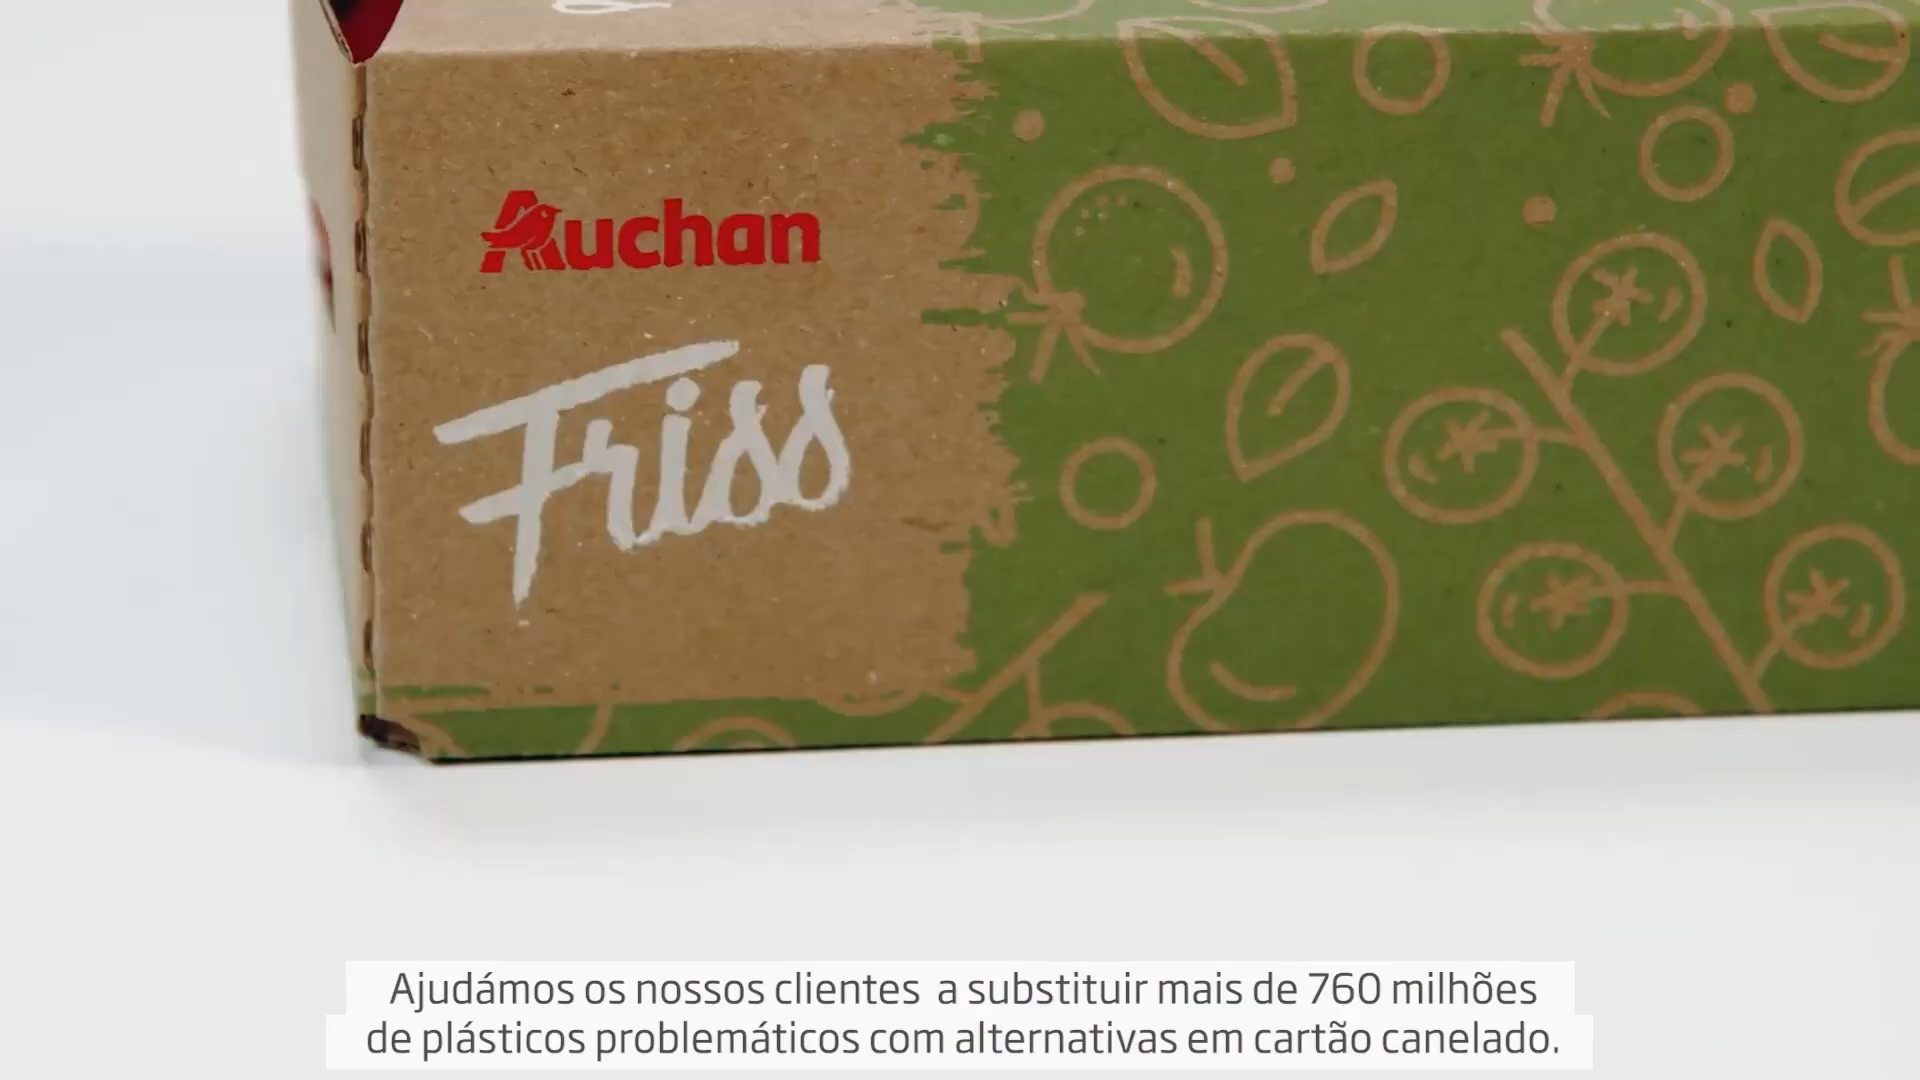 Auchan
Friss
Ajudámos os nossos clientes a substituir mais de 760 milhões
de plásticos problemáticos com alternativas em cartão canelado.